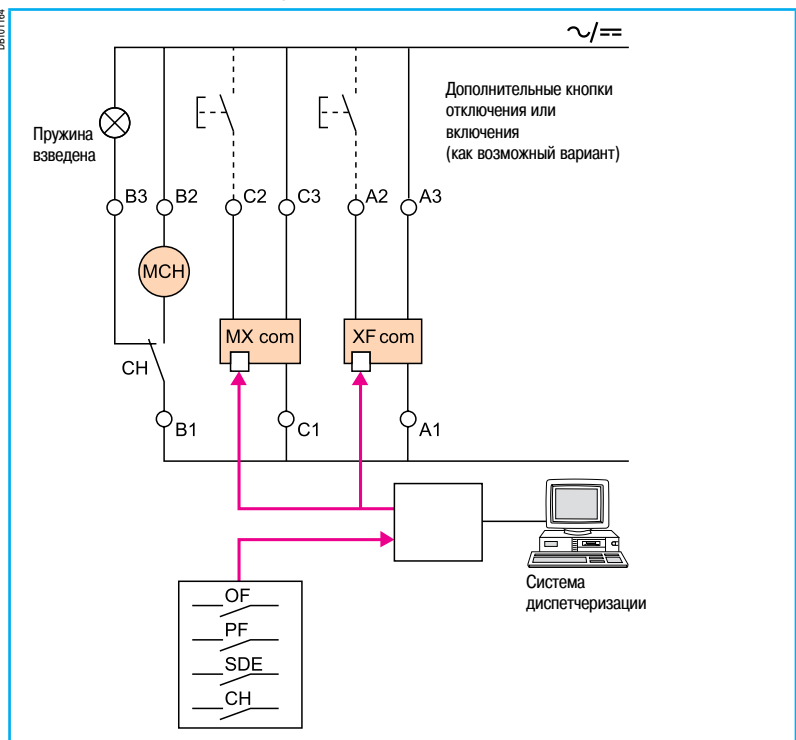 DB101164
~/==
Дополнительные кнопки
отключения или
включения
(как возможный вариант)
Пружина
взведена
B3 B2 C2 C3 A2 A3
MCH
MX com XF com
CH
B1 C1 A1
Система
диспетчеризации
OF
PF
SDE
CH